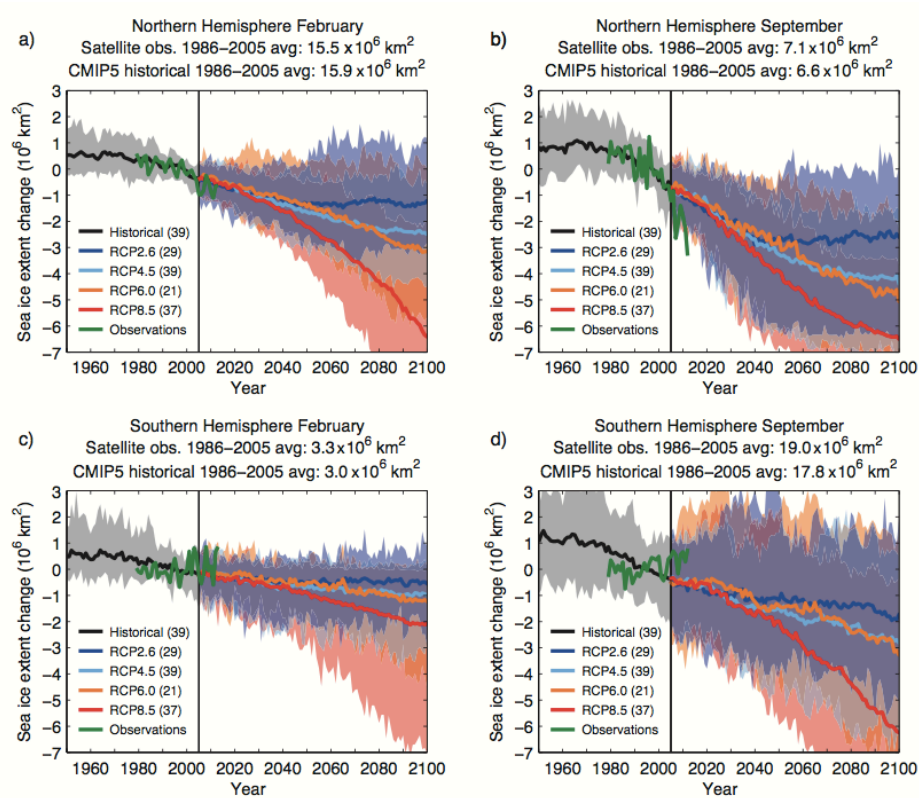 a)
Northern Hemisphere February
Satellite obs. 1986–2005 avg: 15.5 x10⁶ km²
CMIP5 historical 1986–2005 avg: 15.9 x10⁶ km²
Sea ice extent change (10⁶ km²)
3
2
1
0
−1
−2
−3
−4
−5
−6
−7
Historical (39)
RCP2.6 (29)
RCP4.5 (39)
RCP6.0 (21)
RCP8.5 (37)
Observations
1960 1980 2000 2020 2040 2060 2080 2100
Year
b)
Northern Hemisphere September
Satellite obs. 1986–2005 avg: 7.1 x10⁶ km²
CMIP5 historical 1986–2005 avg: 6.6 x10⁶ km²
Sea ice extent change (10⁶ km²)
3
2
1
0
−1
−2
−3
−4
−5
−6
−7
Historical (39)
RCP2.6 (29)
RCP4.5 (39)
RCP6.0 (21)
RCP8.5 (37)
Observations
1960 1980 2000 2020 2040 2060 2080 2100
Year
c)
Southern Hemisphere February
Satellite obs. 1986–2005 avg: 3.3 x10⁶ km²
CMIP5 historical 1986–2005 avg: 3.0 x10⁶ km²
Sea ice extent change (10⁶ km²)
3
2
1
0
−1
−2
−3
−4
−5
−6
−7
Historical (39)
RCP2.6 (29)
RCP4.5 (39)
RCP6.0 (21)
RCP8.5 (37)
Observations
1960 1980 2000 2020 2040 2060 2080 2100
Year
d)
Southern Hemisphere September
Satellite obs. 1986–2005 avg: 19.0 x10⁶ km²
CMIP5 historical 1986–2005 avg: 17.8 x10⁶ km²
Sea ice extent change (10⁶ km²)
3
2
1
0
−1
−2
−3
−4
−5
−6
−7
Historical (39)
RCP2.6 (29)
RCP4.5 (39)
RCP6.0 (21)
RCP8.5 (37)
Observations
1960 1980 2000 2020 2040 2060 2080 2100
Year